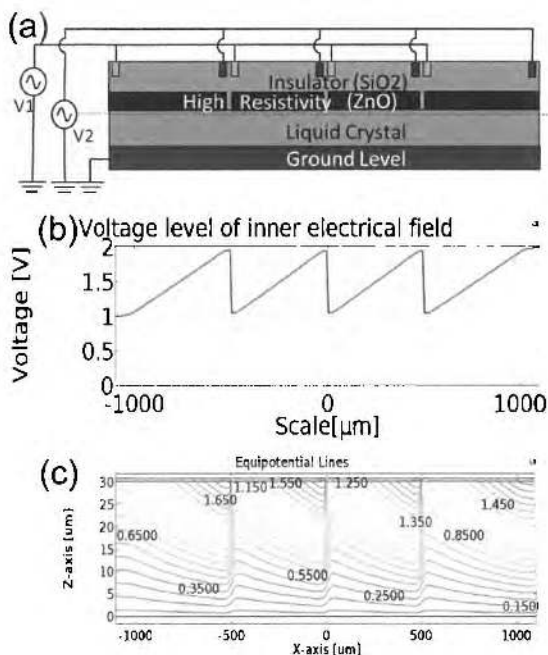 (a)
Insulator (SiO2)
High Resistivity (ZnO)
V1
V2
Liquid Crystal
Ground Level
(b) Voltage level of inner electrical field
Voltage [V]
2
1.5
1
0.5
0
-1000 0 1000
Scale[μm]
(c)
Equipotential Lines
Z-axis [um]
30
25
20
15
10
5
0
1.150 1.550 1.250
1.650 1.450
1.350
0.6500 0.8500
0.3500 0.5500 0.2500
0.150
-1000 -500 0 500 1000
X-axis [um]